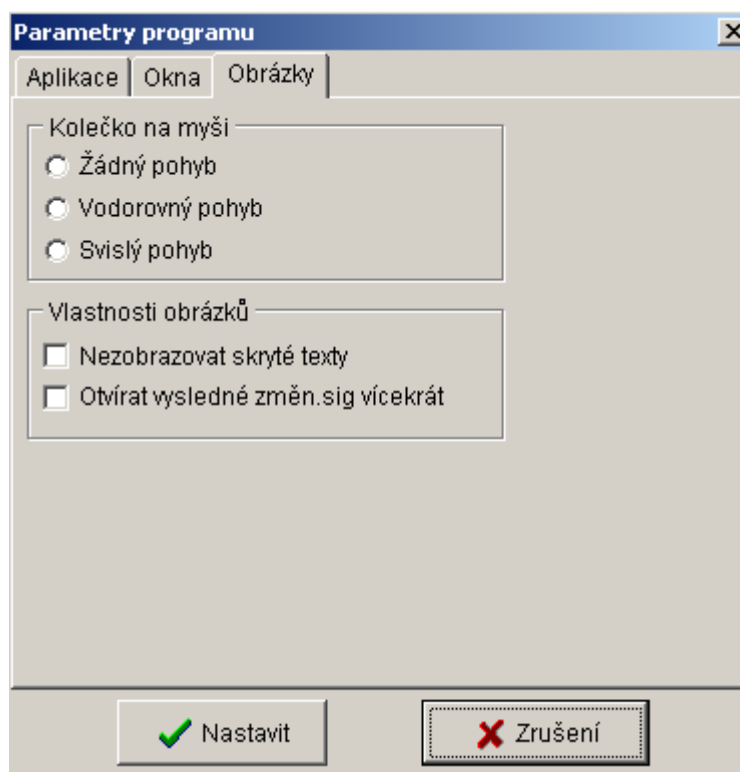 Parametry programu
Aplikace Okna Obrázky
Kolečko na myši
Žádný pohyb
Vodorovný pohyb
Svislý pohyb
Vlastnosti obrázků
Nezobrazovat skryté texty
Otvírat vysledné změn.sig vícekrát
Nastavit Zrušení